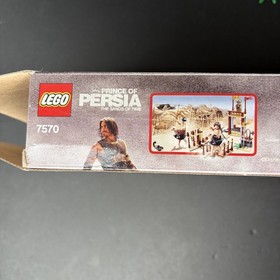 LEGO
PRINCE OF
PERSIA
THE SANDS OF TIME
7570